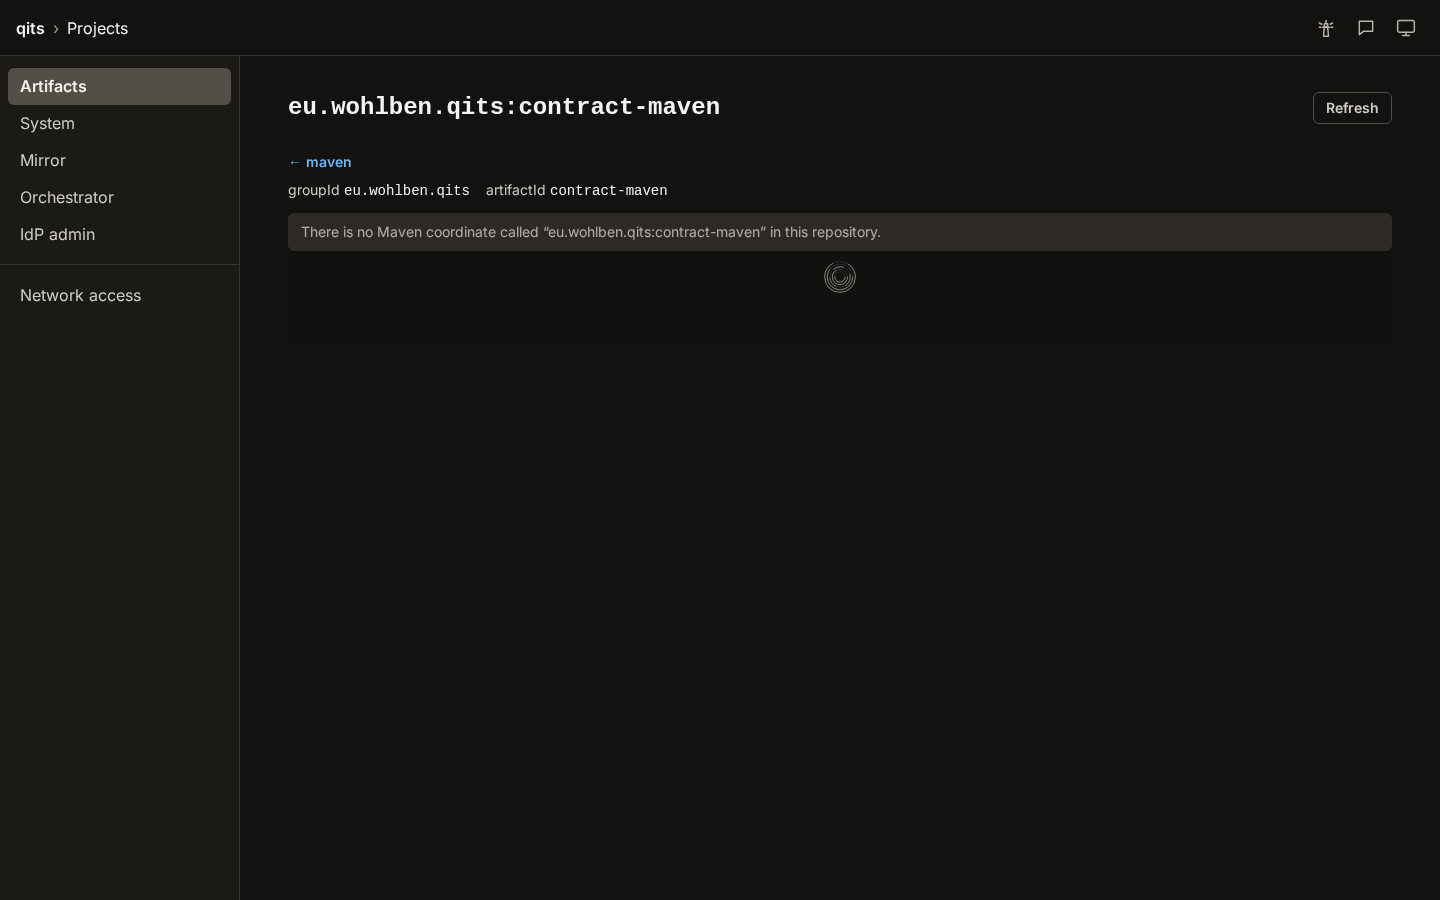 qits › Projects
Artifacts
System
Mirror
Orchestrator
IdP admin
Network access
eu.wohlben.qits:contract-maven
Refresh
← maven
groupId eu.wohlben.qits artifactId contract-maven
There is no Maven coordinate called “eu.wohlben.qits:contract-maven” in this repository.